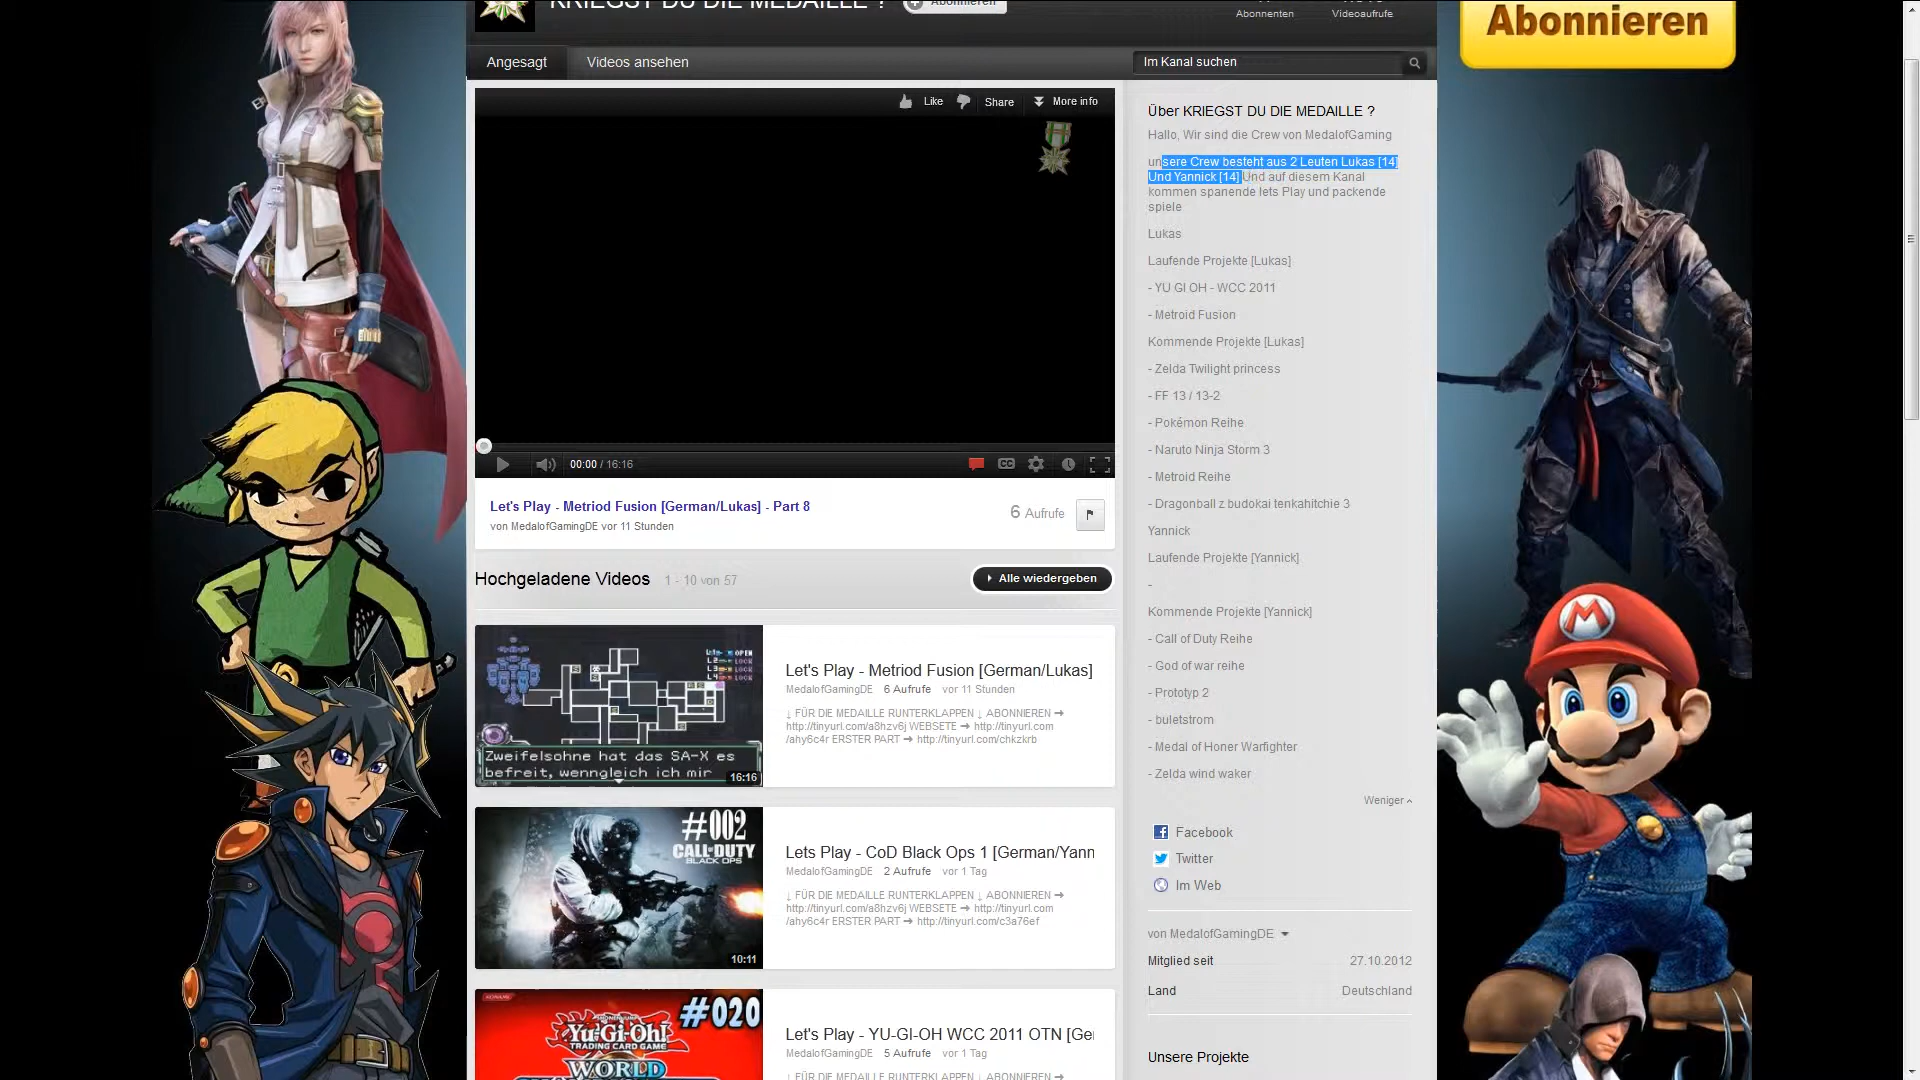 KRIEGST DU DIE MEDAILLE ?
Abonnieren
Abonnenten
Videoaufrufe
Abonnieren
Angesagt
Videos ansehen
Im Kanal suchen
Like
Share
More info
00:00 / 16:16
CC
Let's Play - Metriod Fusion [German/Lukas] - Part 8
von MedalofGamingDE vor 11 Stunden
6 Aufrufe
Hochgeladene Videos
1 - 10 von 57
Alle wiedergeben
Zweifelsohne hat das SA-X es
befreit, wenngleich ich mir
16:16
Let's Play - Metriod Fusion [German/Lukas]
MedalofGamingDE 6 Aufrufe vor 11 Stunden
↓ FÜR DIE MEDAILLE RUNTERKLAPPEN ↓ ABONNIEREN ➞
http://tinyurl.com/a8hzv6j WEBSETE ➞ http://tinyurl.com
/ahy6c4r ERSTER PART ➞ http://tinyurl.com/chkzkrb
#002
CALL OF DUTY
BLACK OPS
10:11
Lets Play - CoD Black Ops 1 [German/Yann
MedalofGamingDE 2 Aufrufe vor 1 Tag
↓ FÜR DIE MEDAILLE RUNTERKLAPPEN ↓ ABONNIEREN ➞
http://tinyurl.com/a8hzv6j WEBSETE ➞ http://tinyurl.com
/ahy6c4r ERSTER PART ➞ http://tinyurl.com/c3a76ef
KONAMI
#020
Yu-Gi-Oh!
TRADING CARD GAME
WORLD
Let's Play - YU-GI-OH WCC 2011 OTN [Ge
MedalofGamingDE 5 Aufrufe vor 1 Tag
↓ FÜR DIE MEDAILLE RUNTERKLAPPEN ↓ ABONNIEREN ➞
Über KRIEGST DU DIE MEDAILLE ?
Hallo, Wir sind die Crew von MedalofGaming
unsere Crew besteht aus 2 Leuten Lukas [14]
Und Yannick [14] Und auf diesem Kanal
kommen spanende lets Play und packende
spiele
Lukas
Laufende Projekte [Lukas]
- YU GI OH - WCC 2011
- Metroid Fusion
Kommende Projekte [Lukas]
- Zelda Twilight princess
- FF 13 / 13-2
- Pokémon Reihe
- Naruto Ninja Storm 3
- Metroid Reihe
- Dragonball z budokai tenkahitchie 3
Yannick
Laufende Projekte [Yannick]
-
Kommende Projekte [Yannick]
- Call of Duty Reihe
- God of war reihe
- Prototyp 2
- buletstrom
- Medal of Honer Warfighter
- Zelda wind waker
Weniger
Facebook
Twitter
Im Web
von MedalofGamingDE
Mitglied seit 27.10.2012
Land Deutschland
Unsere Projekte
M